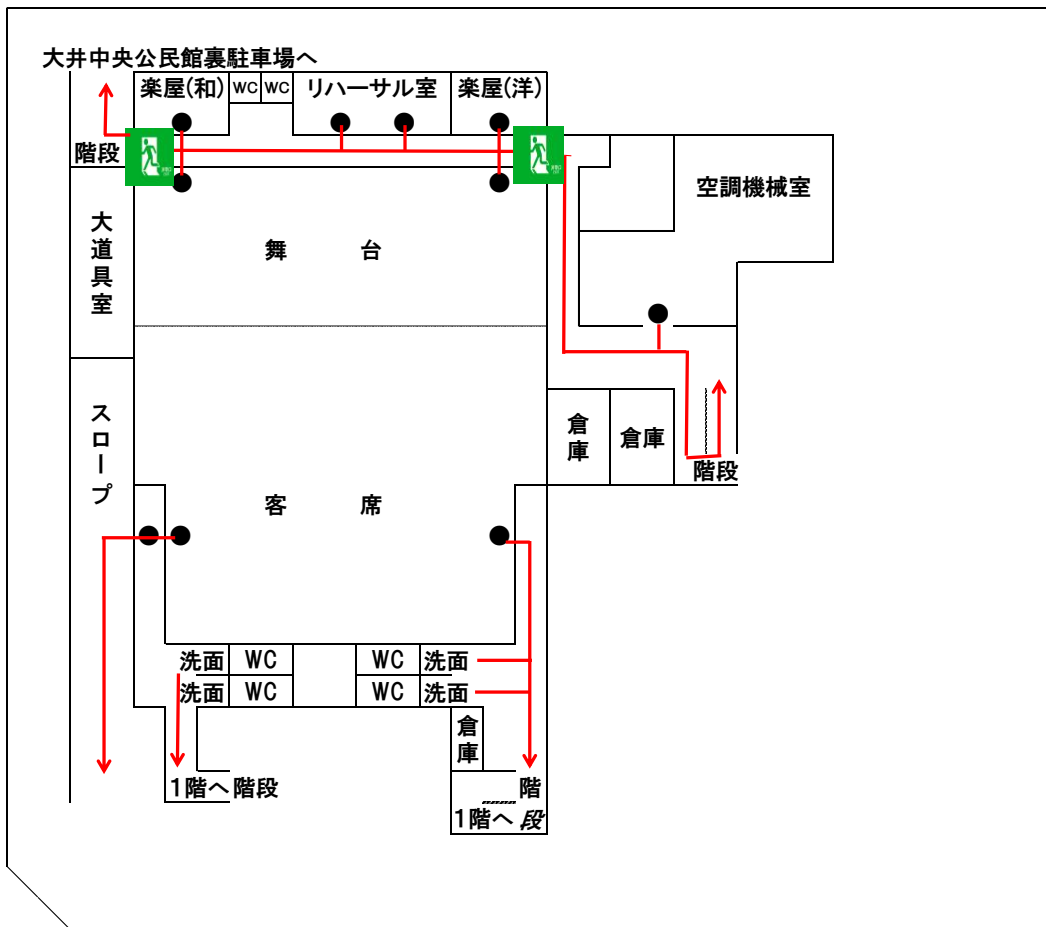 大井中央公民館裏駐車場へ
楽屋(和)
WC
WC
リハーサル室
楽屋(洋)
階段
空調機械室
大道具室
舞　台
スロープ
倉庫
倉庫
階段
客　席
洗面
WC
WC
洗面
洗面
WC
WC
洗面
倉庫
1階へ階段
階段
1階へ